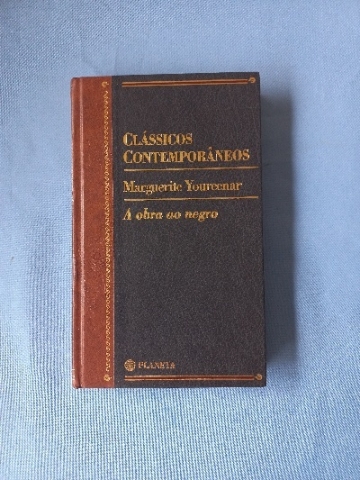 CLÁSSICOS
CONTEMPORÂNEOS
Marguerite Yourcenar
A obra ao negro
PLANETA